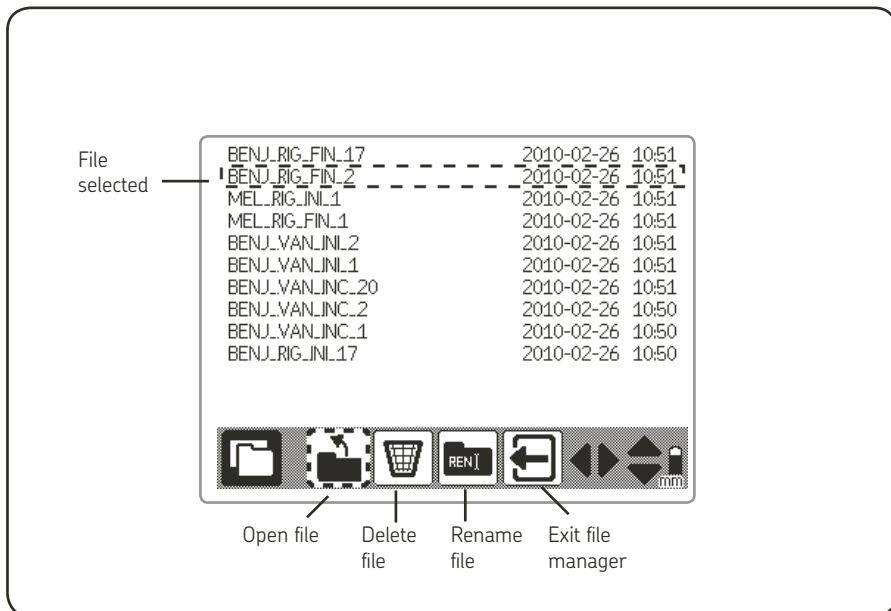 File
selected
BENJ_RIG_FIN_17 2010-02-26 10:51
BENJ_RIG_FIN_2 2010-02-26 10:51
MEL_RIG_INI_1 2010-02-26 10:51
MEL_RIG_FIN_1 2010-02-26 10:51
BENJ_VAN_INI_2 2010-02-26 10:51
BENJ_VAN_INI_1 2010-02-26 10:51
BENJ_VAN_INC_20 2010-02-26 10:51
BENJ_VAN_INC_2 2010-02-26 10:50
BENJ_VAN_INC_1 2010-02-26 10:50
BENJ_RIG_INI_17 2010-02-26 10:50
REN
mm
Open file
Delete
file
Rename
file
Exit file
manager